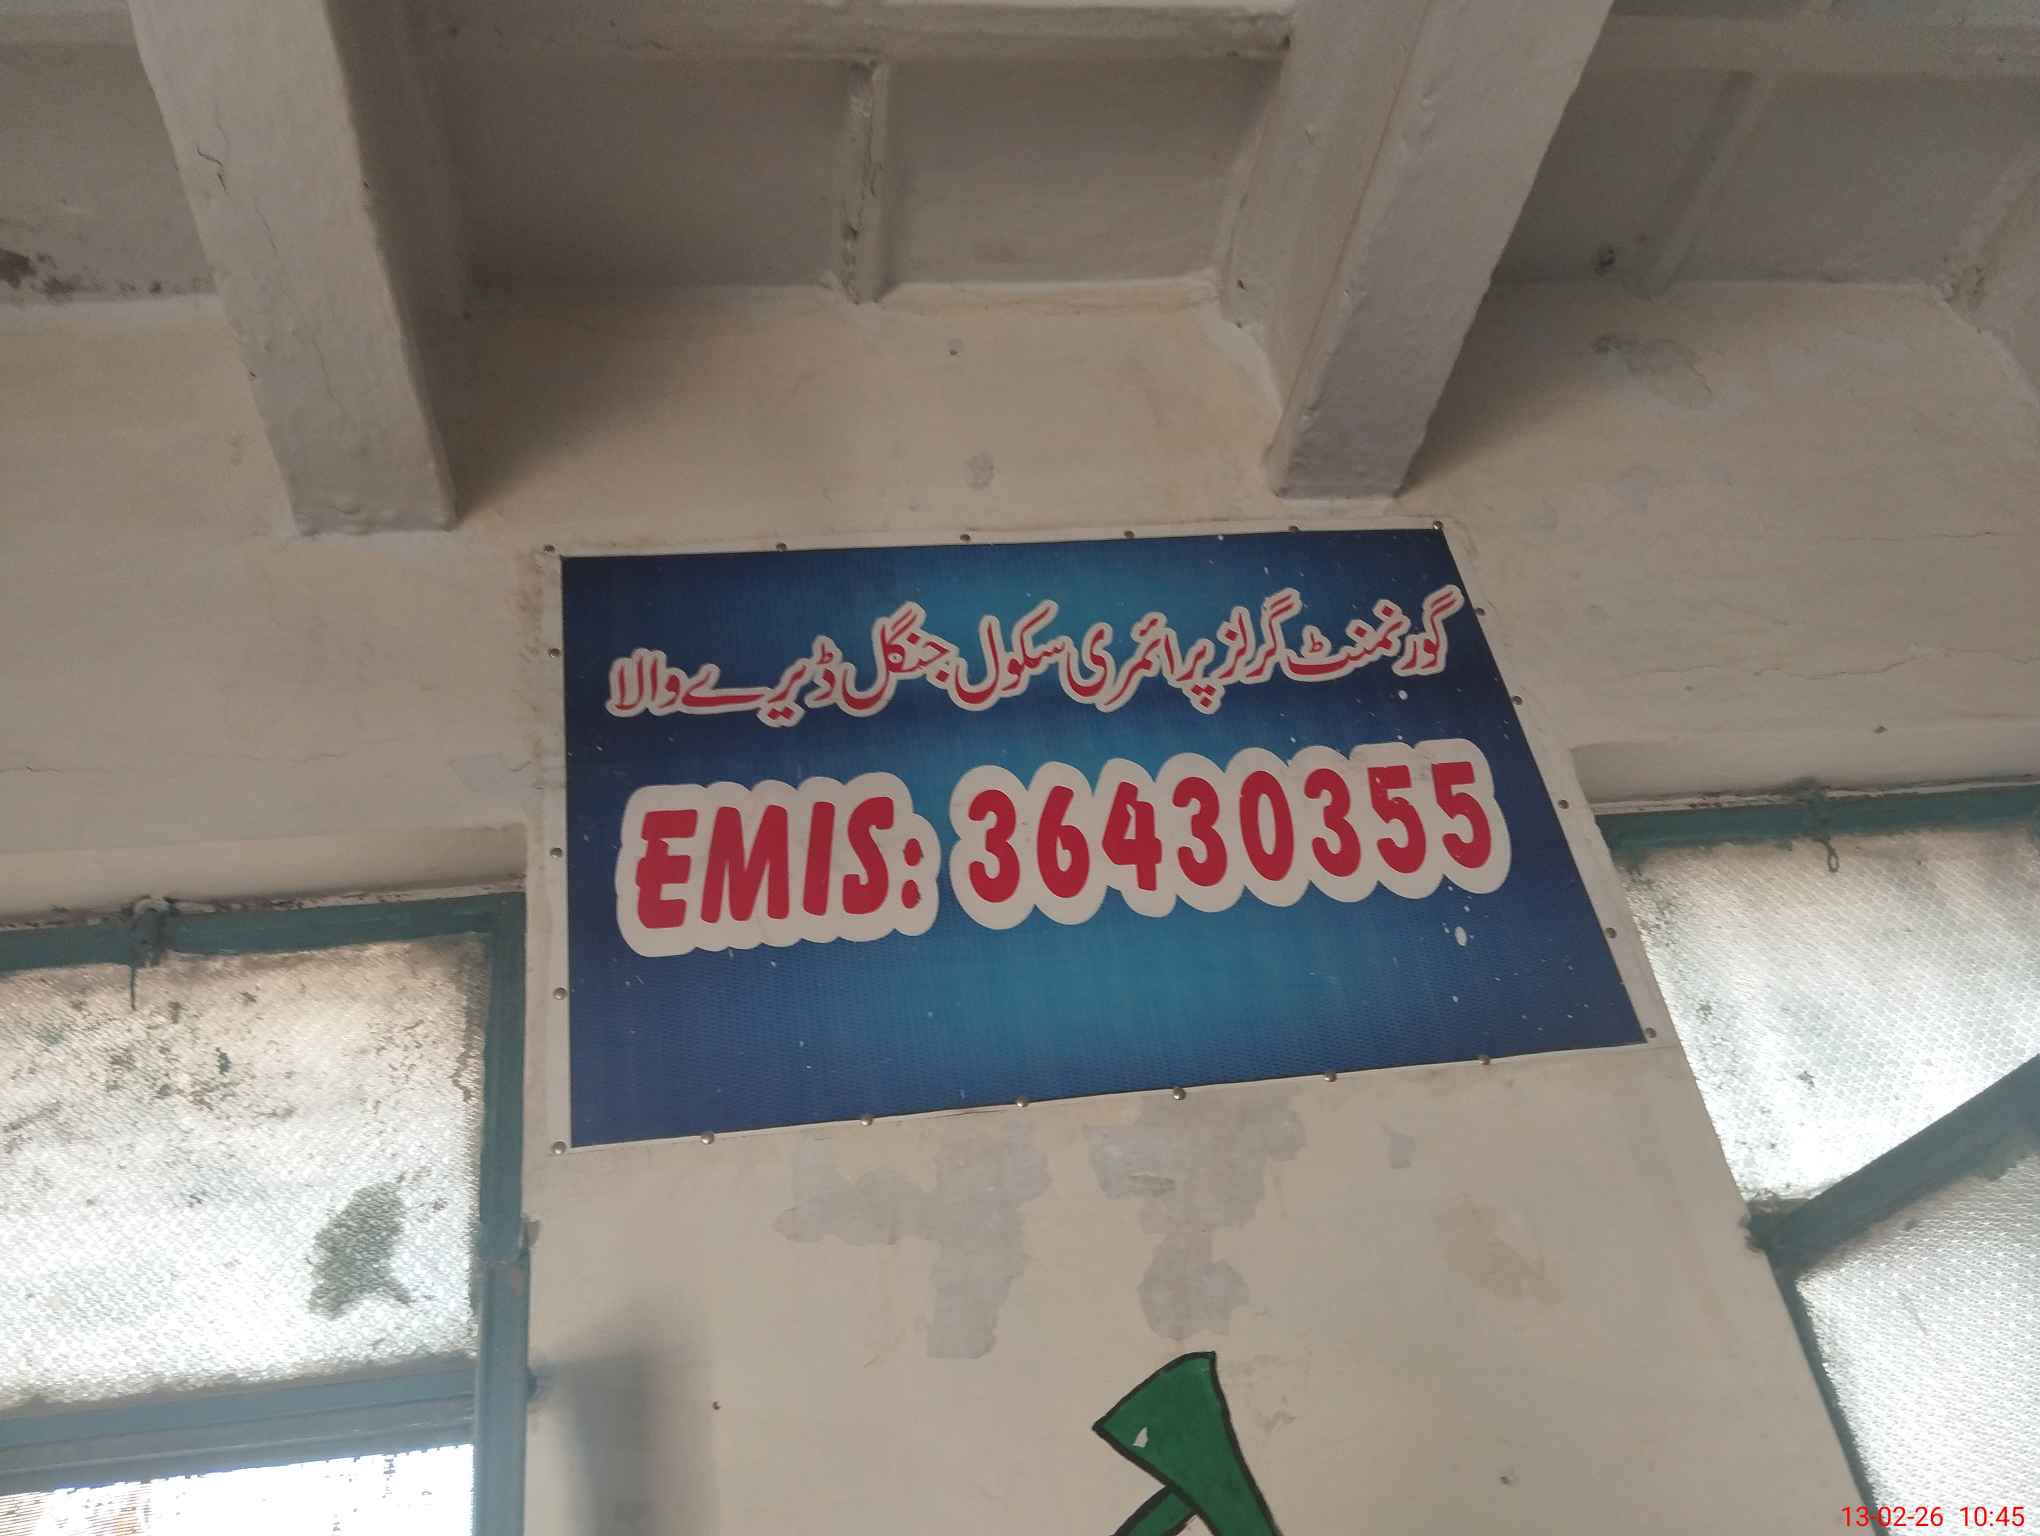 گورنمنٹ گرلز پرائمری سکول جنگل ڈیرے والا
EMIS: 36430355
13-02-26 10:45